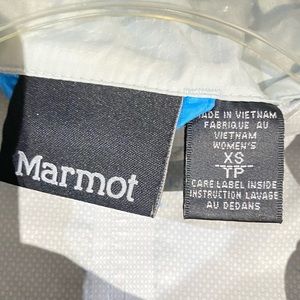 Marmot
MADE IN VIETNAM
FABRIQUE AU
VIETNAM
WOMEN'S
XS
TP
CARE LABEL INSIDE
INSTRUCTION LAVAGE
AU DEDANS